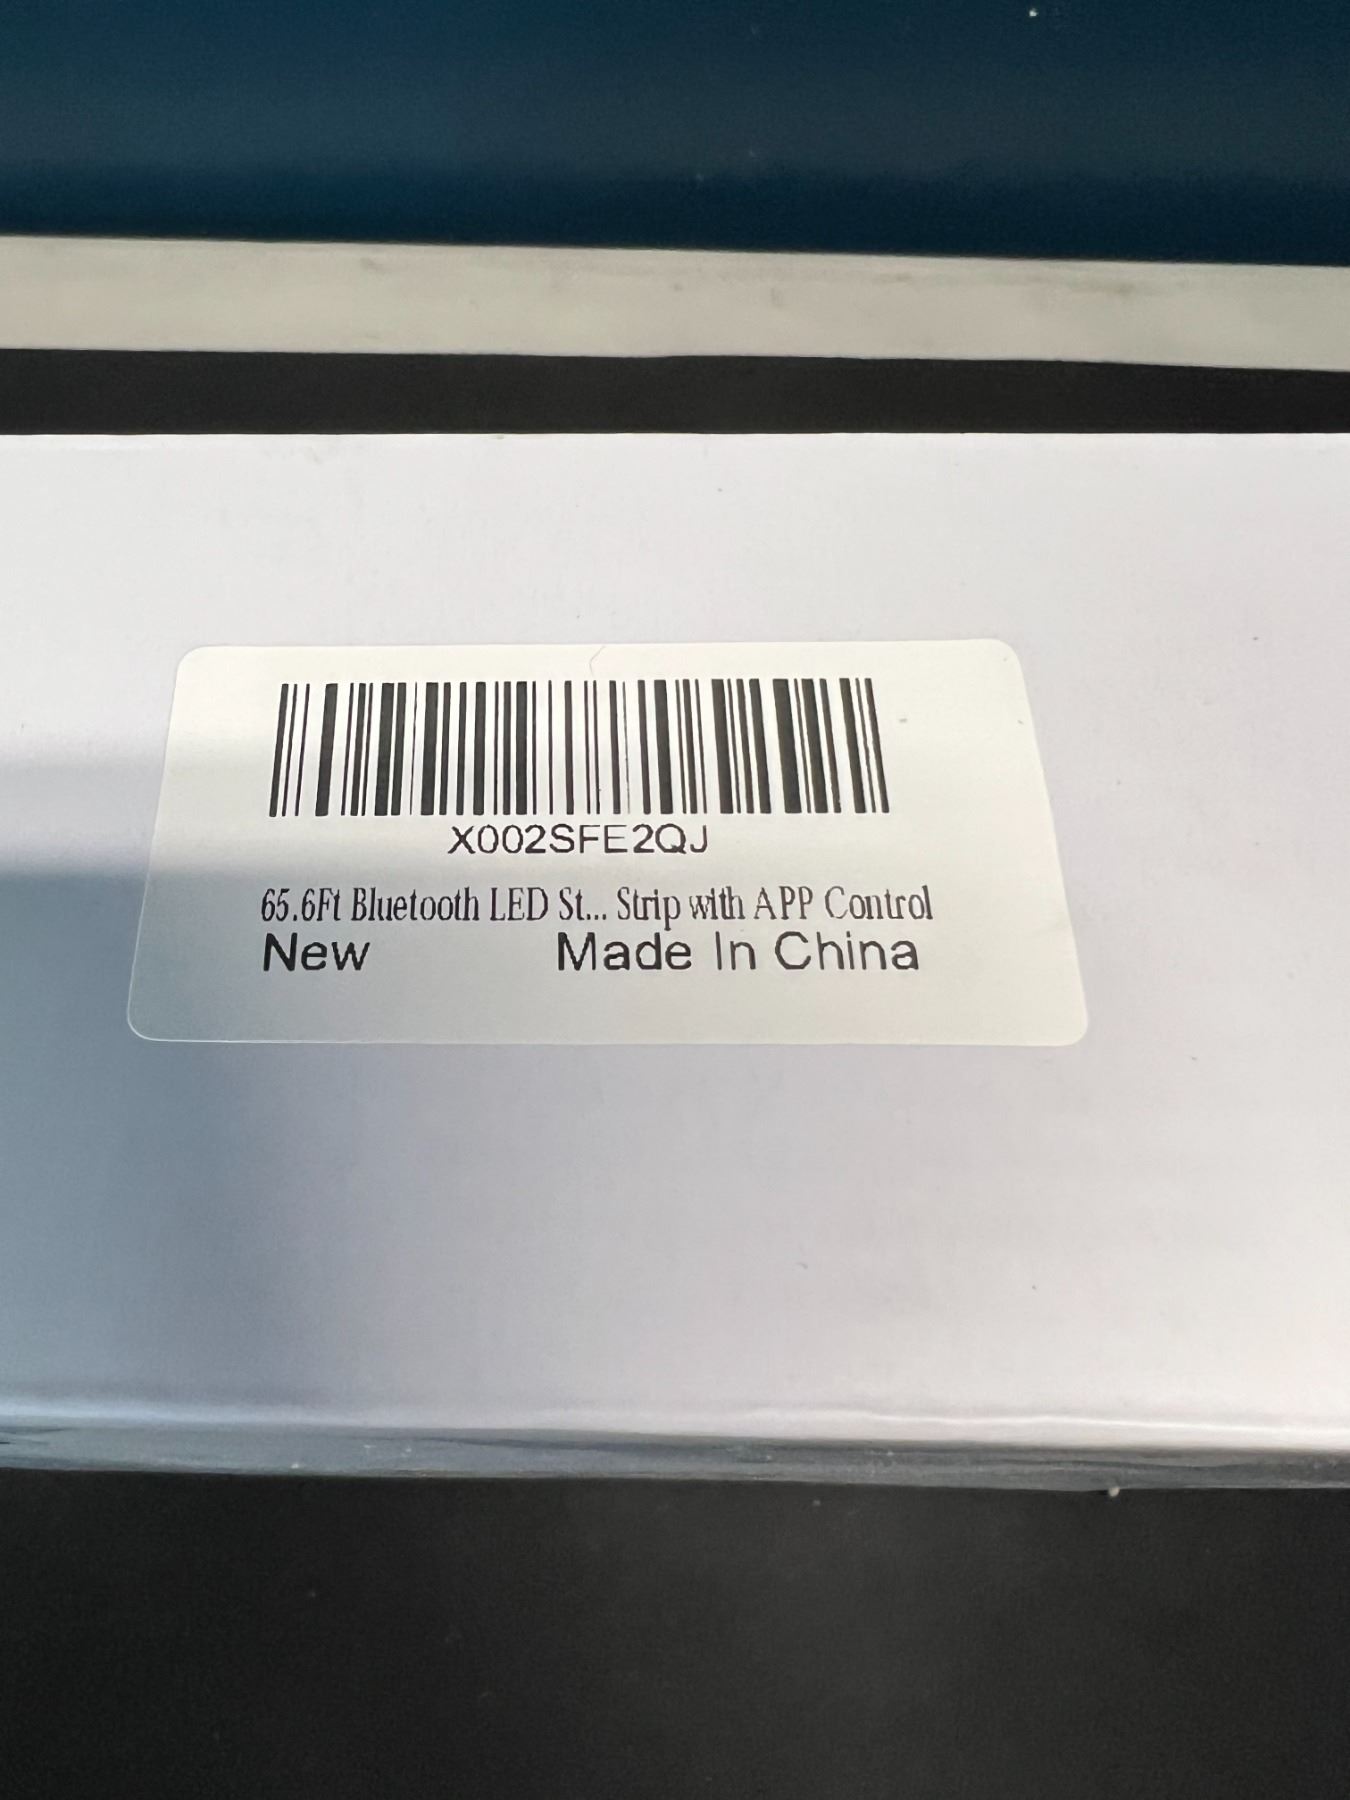 X002SFE2QJ
65.6Ft Bluetooth LED St... Strip with APP Control
New Made In China